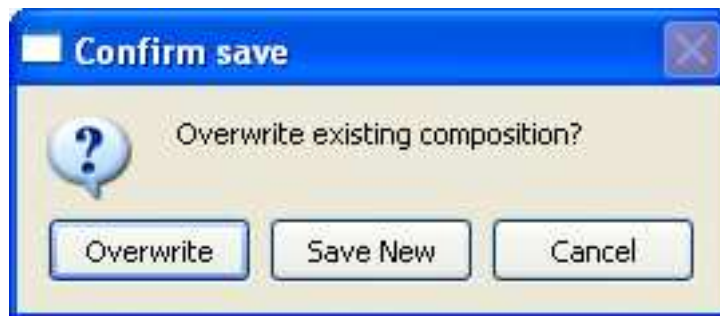 Confirm save
Overwrite existing composition?
Overwrite Save New Cancel